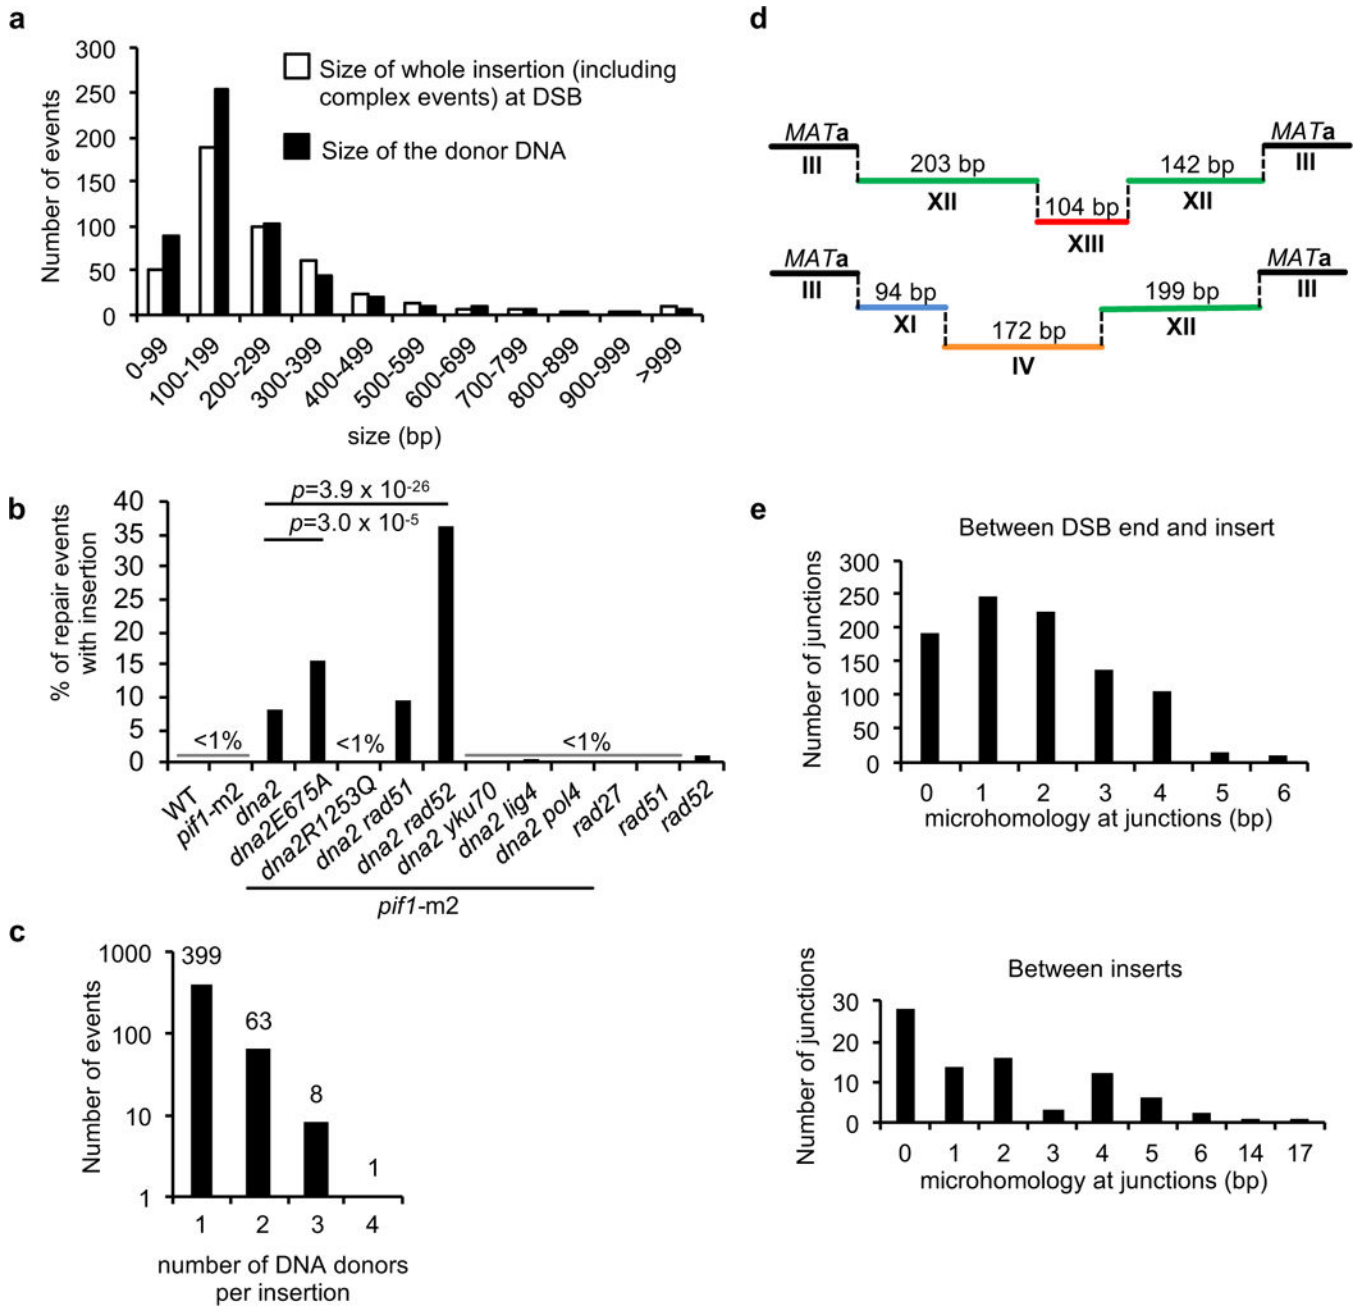 a
300
250
200
150
100
50
0
Number of events
Size of whole insertion (including
complex events) at DSB
Size of the donor DNA
0-99
100-199
200-299
300-399
400-499
500-599
600-699
700-799
800-899
900-999
>999
size (bp)
b
40
35
30
25
20
15
10
5
0
% of repair events
with insertion
p=3.9 x 10-26
p=3.0 x 10-5
<1%
<1%
<1%
WT
pif1-m2
dna2
dna2E675A
dna2R1253Q
dna2 rad51
dna2 rad52
dna2 yku70
dna2 lig4
dna2 pol4
rad27
rad51
rad52
pif1-m2
c
1000
100
10
1
Number of events
399
63
8
1
1
2
3
4
number of DNA donors
per insertion
d
MATa
III
203 bp
XII
104 bp
XIII
142 bp
XII
MATa
III
MATa
III
94 bp
XI
172 bp
IV
199 bp
XII
MATa
III
e
Between DSB end and insert
300
250
200
150
100
50
0
Number of junctions
0 1 2 3 4 5 6
microhomology at junctions (bp)
Between inserts
30
20
10
0
Number of junctions
0 1 2 3 4 5 6 14 17
microhomology at junctions (bp)